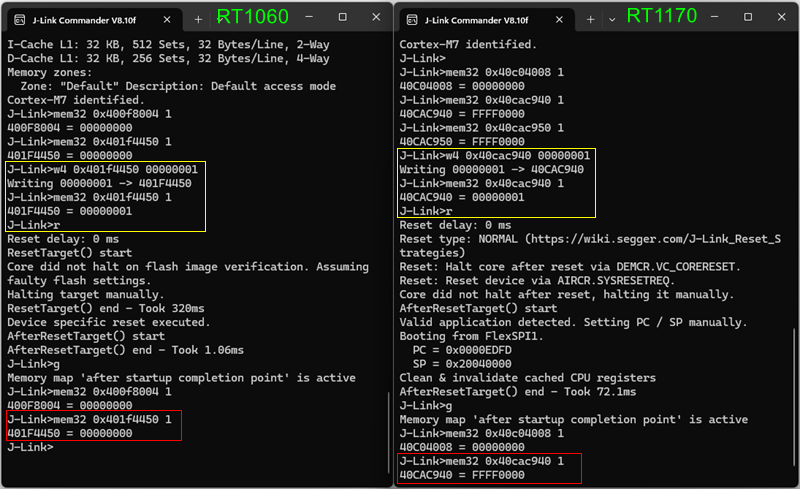 J-Link Commander V8.10f
RT1060
I-Cache L1: 32 KB, 512 Sets, 32 Bytes/Line, 2-Way
D-Cache L1: 32 KB, 256 Sets, 32 Bytes/Line, 4-Way
Memory zones:
Zone: "Default" Description: Default access mode
Cortex-M7 identified.
J-Link>mem32 0x400f8004 1
400F8004 = 00000000
J-Link>mem32 0x401f4450 1
401F4450 = 00000000
J-Link>w4 0x401f4450 00000001
Writing 00000001 -> 401F4450
J-Link>mem32 0x401f4450 1
401F4450 = 00000001
J-Link>r
Reset delay: 0 ms
ResetTarget() start
Core did not halt on flash image verification. Assuming
faulty flash settings.
Halting target manually.
ResetTarget() end - Took 320ms
Device specific reset executed.
AfterResetTarget() start
AfterResetTarget() end - Took 1.06ms
J-Link>g
Memory map 'after startup completion point' is active
J-Link>mem32 0x400f8004 1
400F8004 = 00000000
J-Link>mem32 0x401f4450 1
401F4450 = 00000000
J-Link>
J-Link Commander V8.10f
RT1170
Cortex-M7 identified.
J-Link>
J-Link>mem32 0x40c04008 1
40C04008 = 00000000
J-Link>mem32 0x40cac940 1
40CAC940 = FFFF0000
J-Link>mem32 0x40cac950 1
40CAC950 = FFFF0000
J-Link>w4 0x40cac940 00000001
Writing 00000001 -> 40CAC940
J-Link>mem32 0x40cac940 1
40CAC940 = 00000001
J-Link>r
Reset delay: 0 ms
Reset type: NORMAL (https://wiki.segger.com/J-Link_Reset_S
trategies)
Reset: Halt core after reset via DEMCR.VC_CORERESET.
Reset: Reset device via AIRCR.SYSRESETREQ.
Core did not halt after reset, halting it manually.
AfterResetTarget() start
Valid application detected. Setting PC / SP manually.
Booting from FlexSPI1.
PC = 0x0000EDFD
SP = 0x20040000
Clean & invalidate cached CPU registers
AfterResetTarget() end - Took 72.1ms
J-Link>g
Memory map 'after startup completion point' is active
J-Link>mem32 0x40c04008 1
40C04008 = 00000000
J-Link>mem32 0x40cac940 1
40CAC940 = FFFF0000